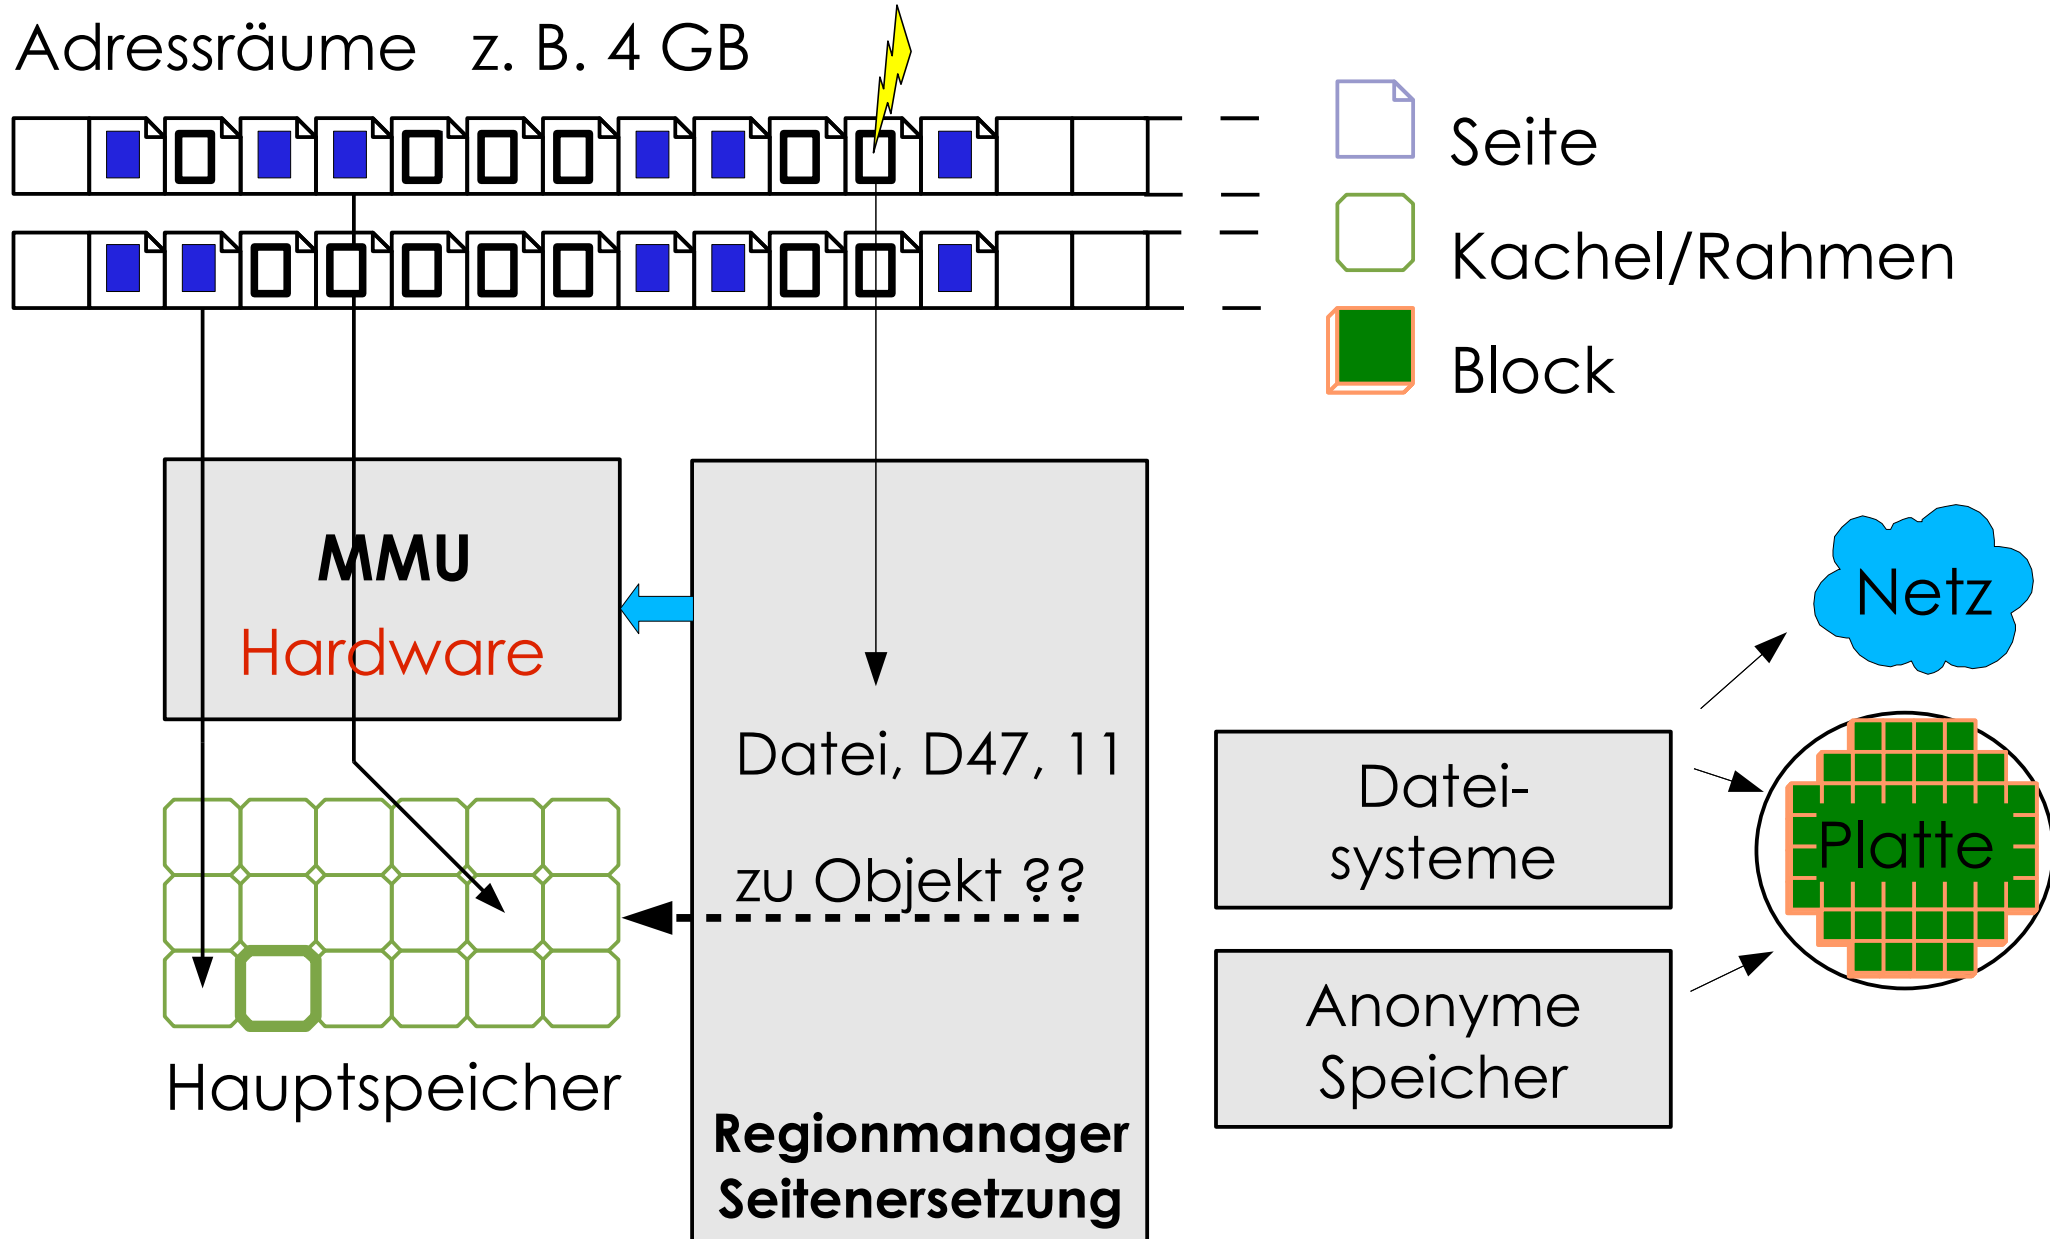 Adressräume z. B. 4 GB
Seite
Kachel/Rahmen
Block
MMU
Hardware
Hauptspeicher
Datei, D47, 11
zu Objekt ??
Regionmanager
Seitenersetzung
Datei-
systeme
Anonyme
Speicher
Netz
Platte